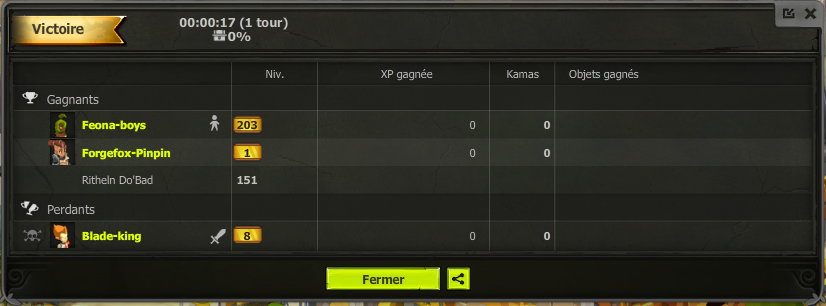 Victoire
00:00:17 (1 tour)
0%
Niv. XP gagnée Kamas Objets gagnés
Gagnants
Feona-boys 203 0 0
Forgefox-Pinpin 1 0 0
Ritheln Do'Bad 151
Perdants
Blade-king 8 0 0
Fermer